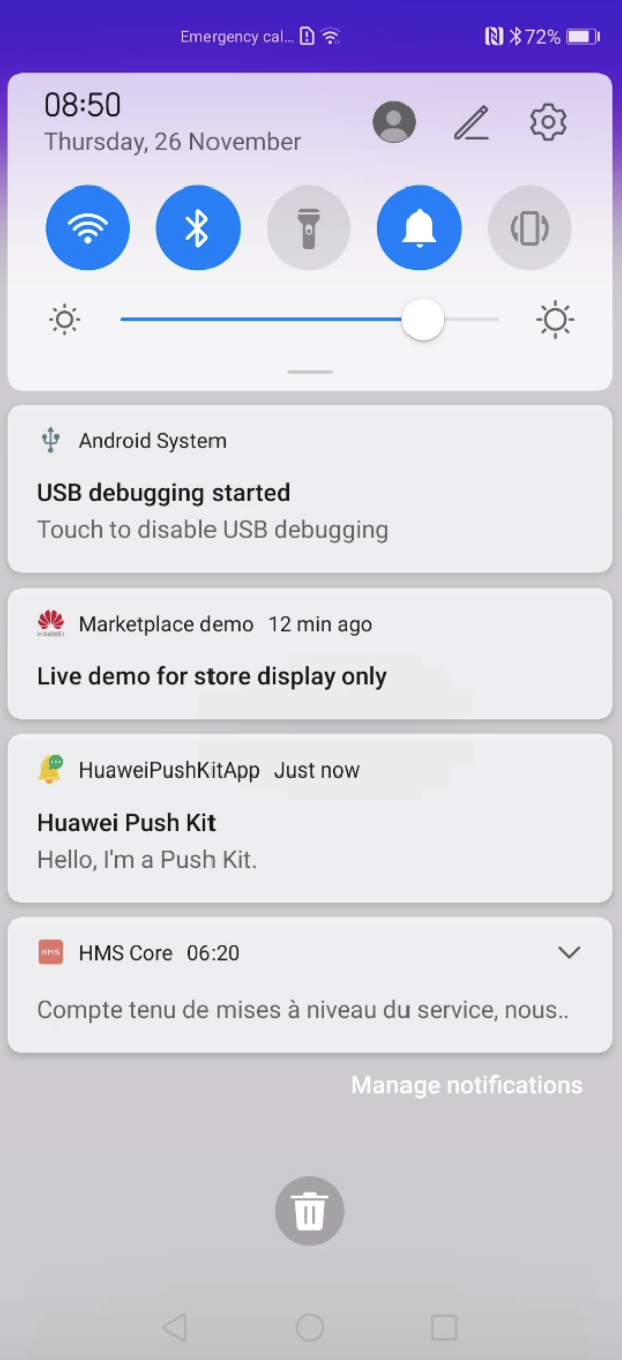 Emergency cal... 72%
08:50
Thursday, 26 November
Android System
USB debugging started
Touch to disable USB debugging
HUAWEI Marketplace demo 12 min ago
Live demo for store display only
HuaweiPushKitApp Just now
Huawei Push Kit
Hello, I'm a Push Kit.
HMS HMS Core 06:20
Compte tenu de mises à niveau du service, nous..
Manage notifications